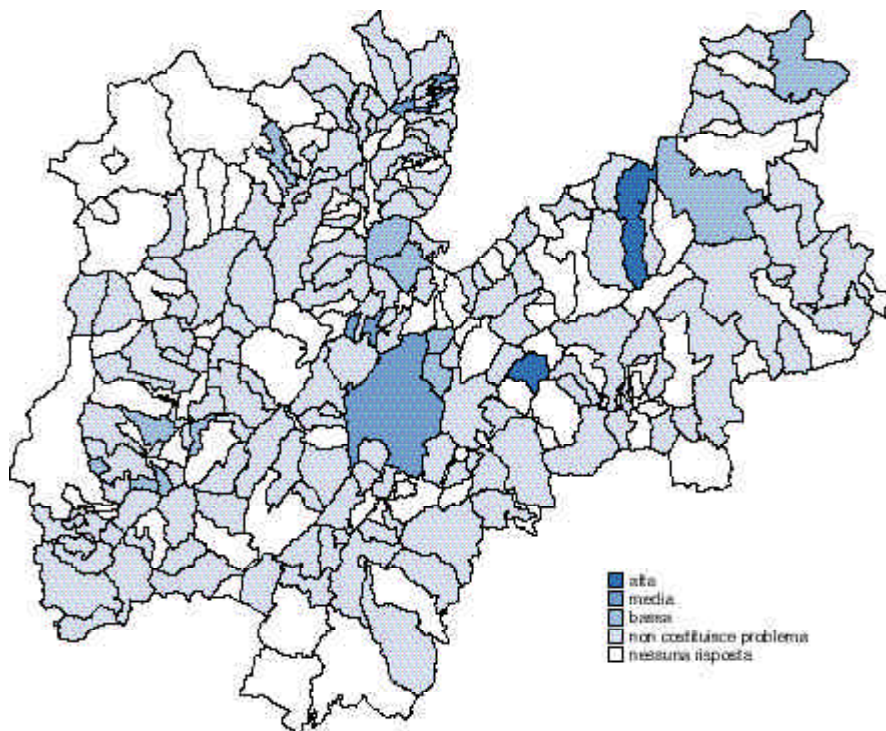 alta
media
bassa
non costituisce problema
nessuna risposta